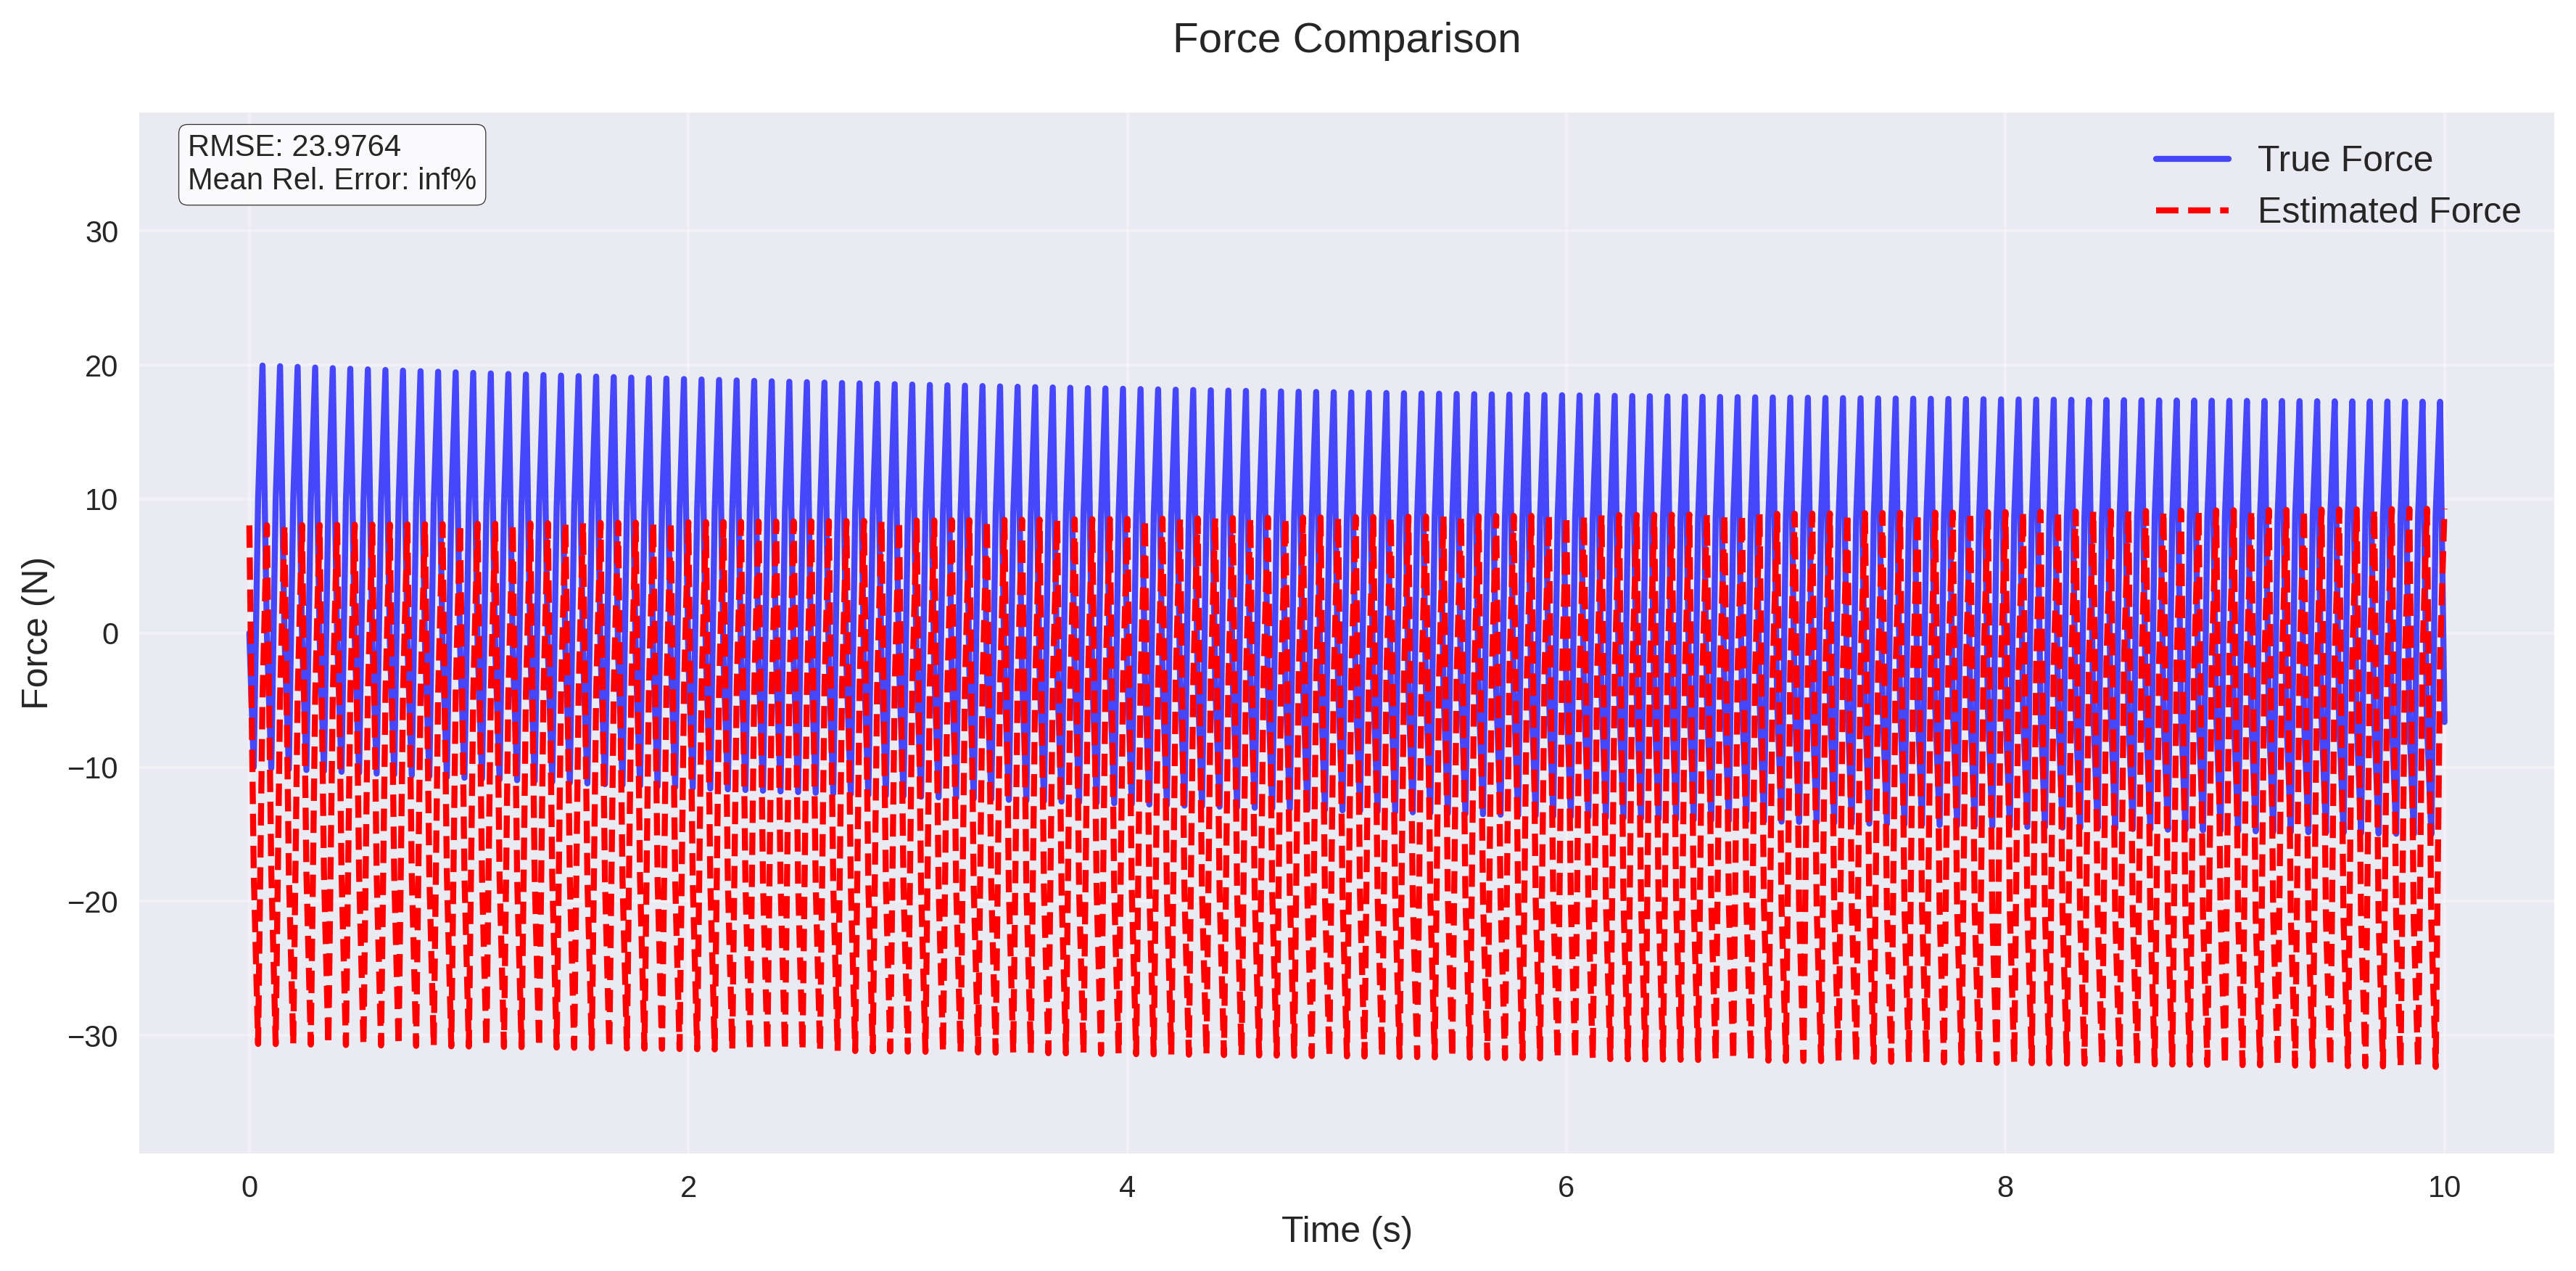 Force Comparison
RMSE: 23.9764
Mean Rel. Error: inf%
True Force
Estimated Force
30
20
10
0
−10
−20
−30
Force (N)
0 2 4 6 8 10
Time (s)